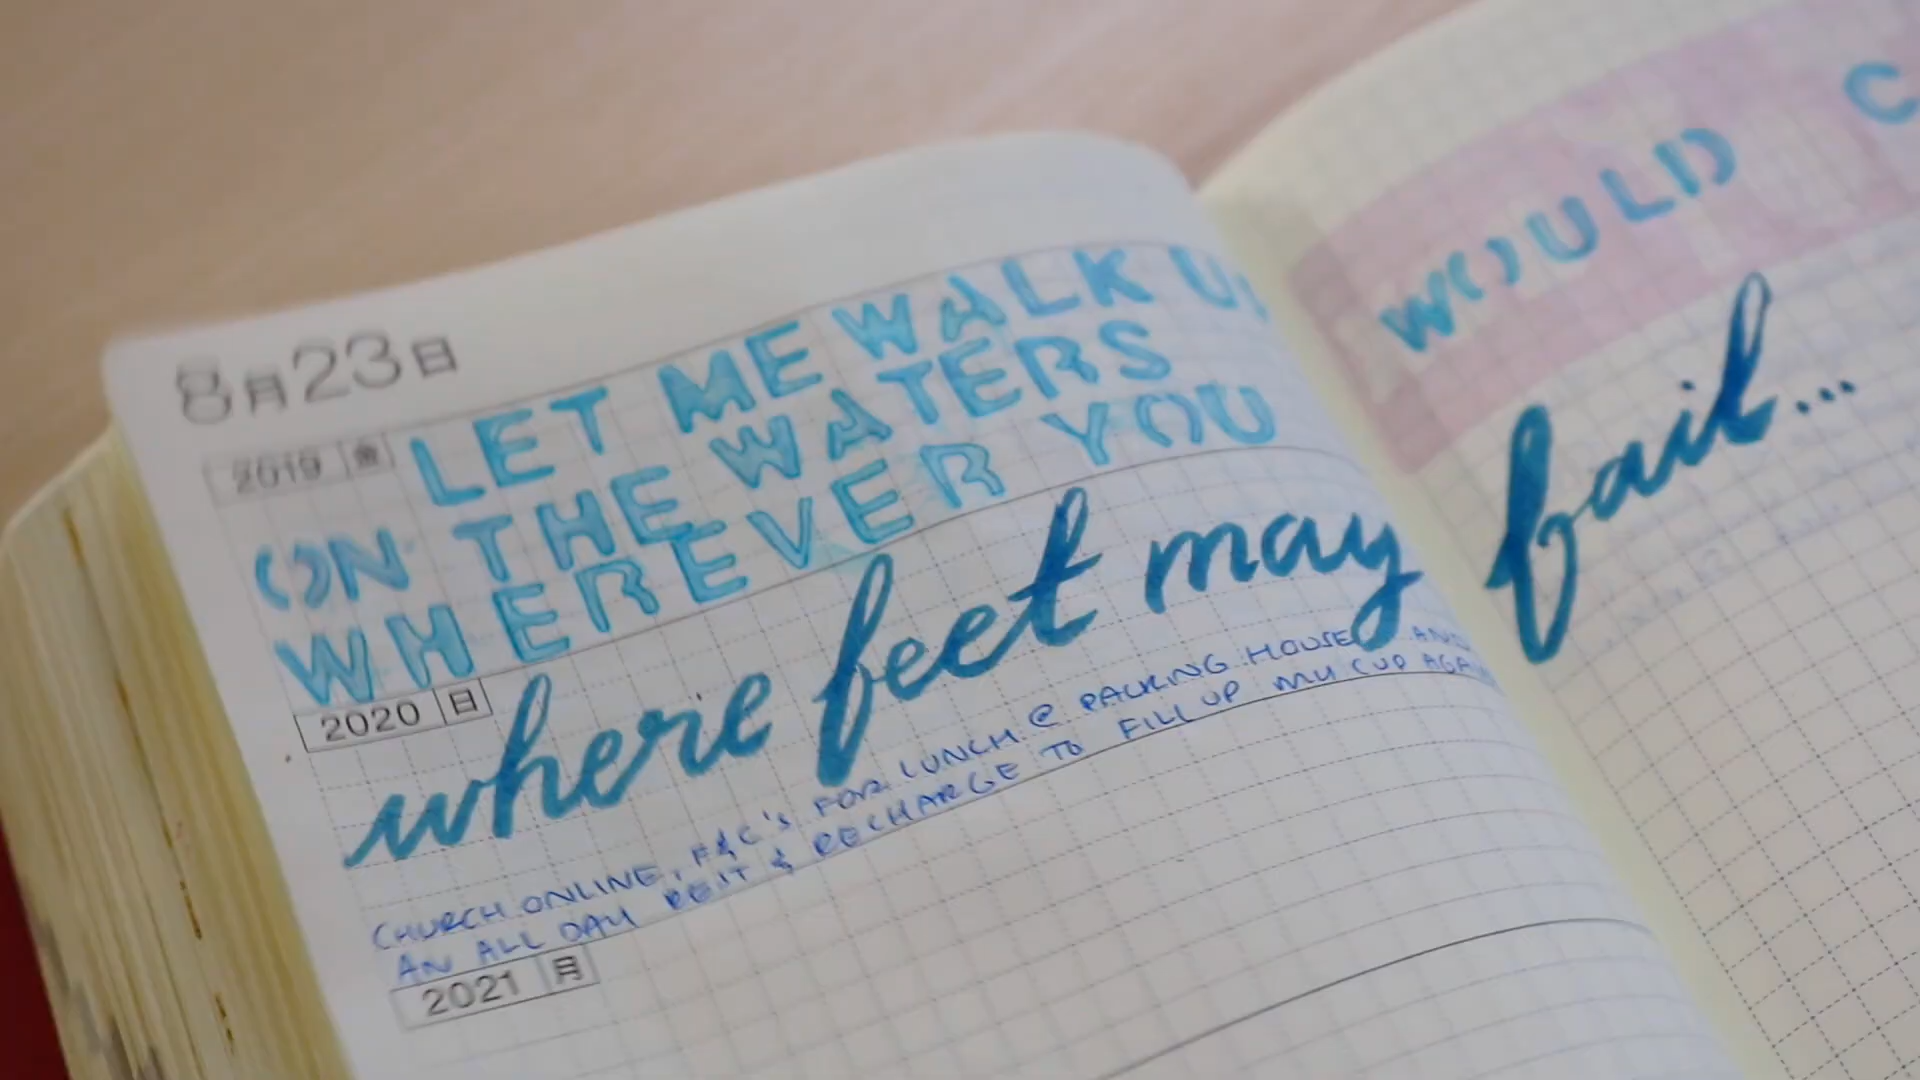 8月23日
2019 金
LET ME WALK U
ON THE WATERS
WHEREVER YOU
WOULD C
2020 日
where feet may fail...
CHURCH ONLINE, F&C's FOR LUNCH @ PACKING HOUSE AND
AN ALL DAY REST & RECHARGE TO FILL UP MY CUP AGAI
2021 月